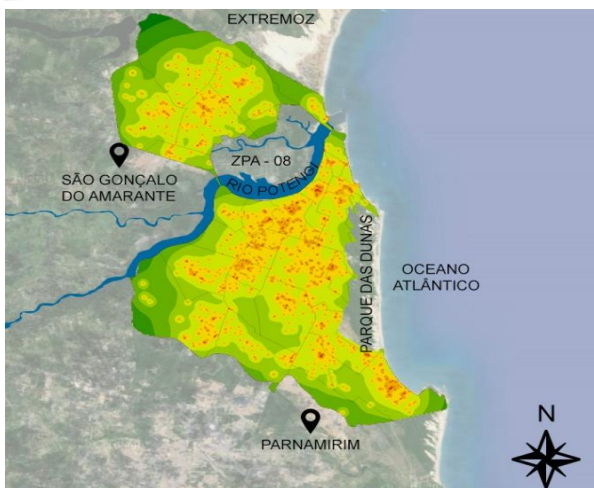 EXTREMOZ
ZPA - 08
RIO POTENGI
SÃO GONÇALO
DO AMARANTE
PARQUE DAS DUNAS
OCEANO
ATLÂNTICO
N
PARNAMIRIM